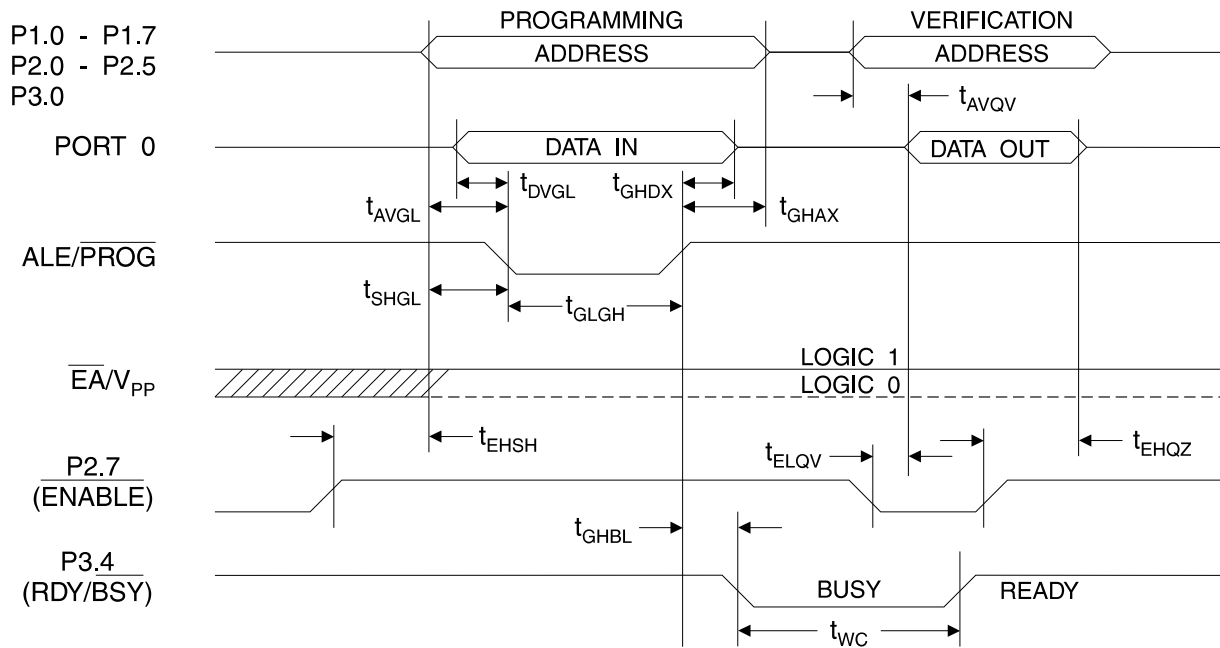 PROGRAMMING VERIFICATION
P1.0 - P1.7
P2.0 - P2.5
P3.0
ADDRESS ADDRESS
tAVQV
PORT 0 DATA IN DATA OUT
tDVGL tGHDX
tAVGL tGHAX
ALE/PROG
tSHGL tGLGH
LOGIC 1
EA/VPP
LOGIC 0
tEHSH tELQV tEHQZ
P2.7
(ENABLE)
tGHBL
P3.4
(RDY/BSY) BUSY READY
tWC